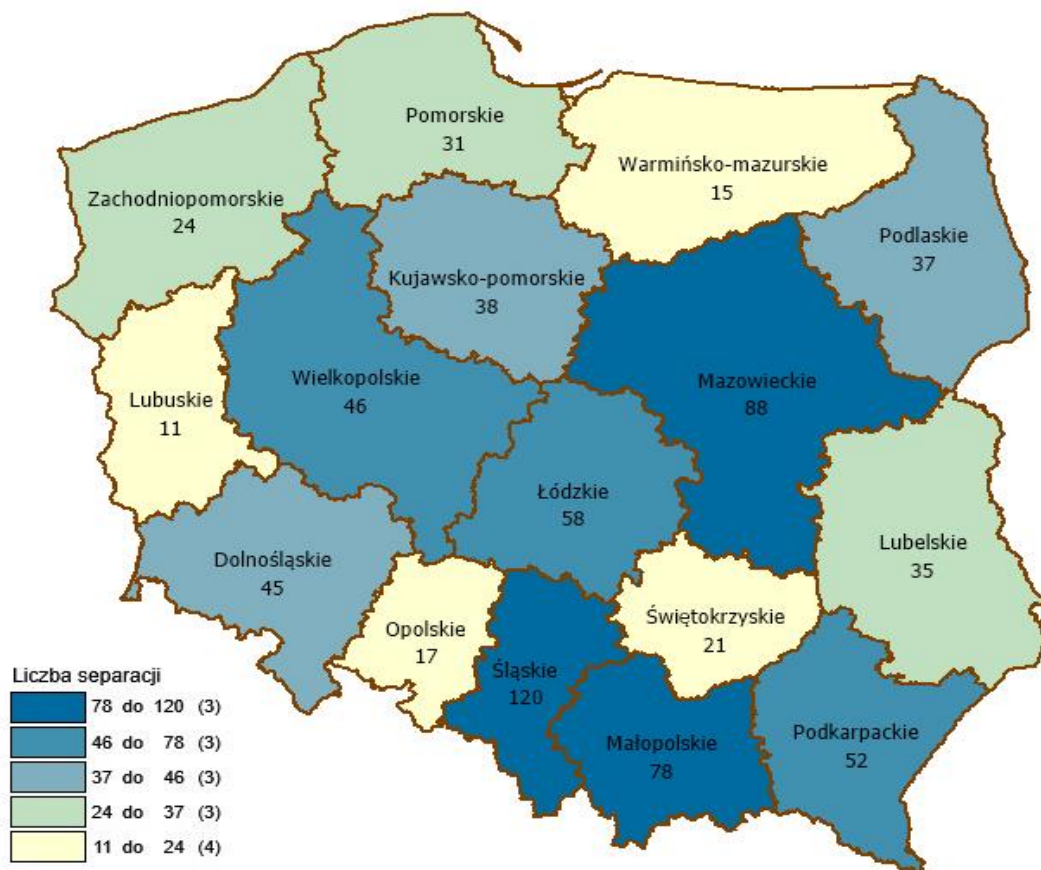 Pomorskie
31
Warmińsko-mazurskie
15
Zachodniopomorskie
24
Podlaskie
37
Kujawsko-pomorskie
38
Wielkopolskie
46
Mazowieckie
88
Lubuskie
11
Łódzkie
58
Lubelskie
35
Dolnośląskie
45
Świętokrzyskie
21
Opolskie
17
Śląskie
120
Małopolskie
78
Podkarpackie
52
Liczba separacji
78 do 120 (3)
46 do 78 (3)
37 do 46 (3)
24 do 37 (3)
11 do 24 (4)